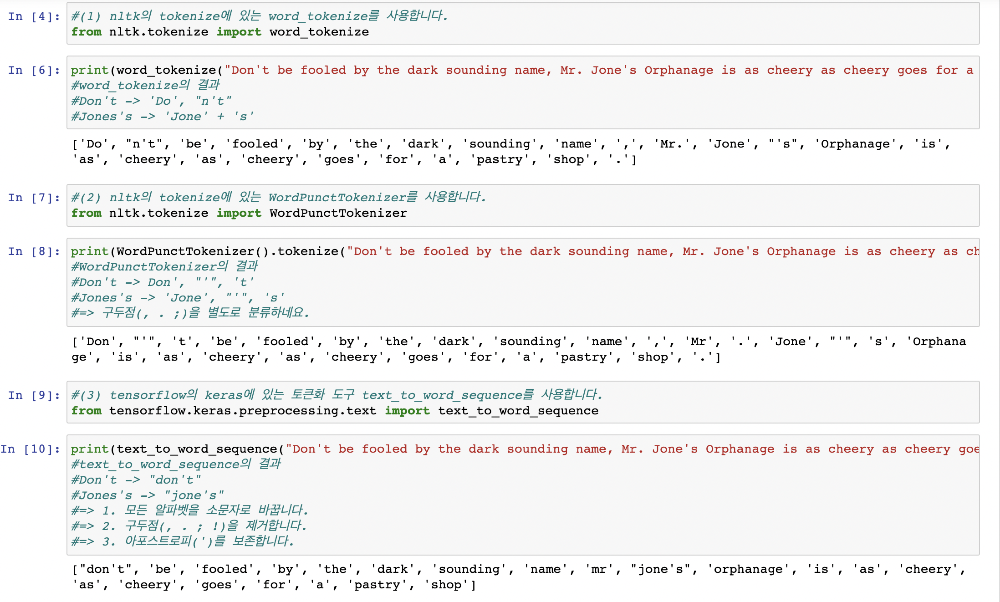 In [4]: #(1) nltk의 tokenize에 있는 word_tokenize를 사용합니다.
from nltk.tokenize import word_tokenize
In [6]: print(word_tokenize("Don't be fooled by the dark sounding name, Mr. Jone's Orphanage is as cheery as cheery goes for a
#word_tokenize의 결과
#Don't -> 'Do', "n't"
#Jones's -> 'Jone' + 's'
['Do', "n't", 'be', 'fooled', 'by', 'the', 'dark', 'sounding', 'name', ',', 'Mr.', 'Jone', "'s", 'Orphanage', 'is',
'as', 'cheery', 'as', 'cheery', 'goes', 'for', 'a', 'pastry', 'shop', '.']
In [7]: #(2) nltk의 tokenize에 있는 WordPunctTokenizer를 사용합니다.
from nltk.tokenize import WordPunctTokenizer
In [8]: print(WordPunctTokenizer().tokenize("Don't be fooled by the dark sounding name, Mr. Jone's Orphanage is as cheery as ch
#WordPunctTokenizer의 결과
#Don't -> Don', "'", 't'
#Jones's -> 'Jone', "'", 's'
#=> 구두점(, . ;)을 별도로 분류하네요.
['Don', "'", 't', 'be', 'fooled', 'by', 'the', 'dark', 'sounding', 'name', ',', 'Mr', '.', 'Jone', "'", 's', 'Orphana
ge', 'is', 'as', 'cheery', 'as', 'cheery', 'goes', 'for', 'a', 'pastry', 'shop', '.']
In [9]: #(3) tensorflow의 keras에 있는 토큰화 도구 text_to_word_sequence를 사용합니다.
from tensorflow.keras.preprocessing.text import text_to_word_sequence
In [10]: print(text_to_word_sequence("Don't be fooled by the dark sounding name, Mr. Jone's Orphanage is as cheery as cheery goe
#text_to_word_sequence의 결과
#Don't -> "don't"
#Jones's -> "jone's"
#=> 1. 모든 알파벳을 소문자로 바꿉니다.
#=> 2. 구두점(, . ; !)을 제거합니다.
#=> 3. 아포스트로피(')를 보존합니다.
["don't", 'be', 'fooled', 'by', 'the', 'dark', 'sounding', 'name', 'mr', "jone's", 'orphanage', 'is', 'as', 'cheery',
'as', 'cheery', 'goes', 'for', 'a', 'pastry', 'shop']